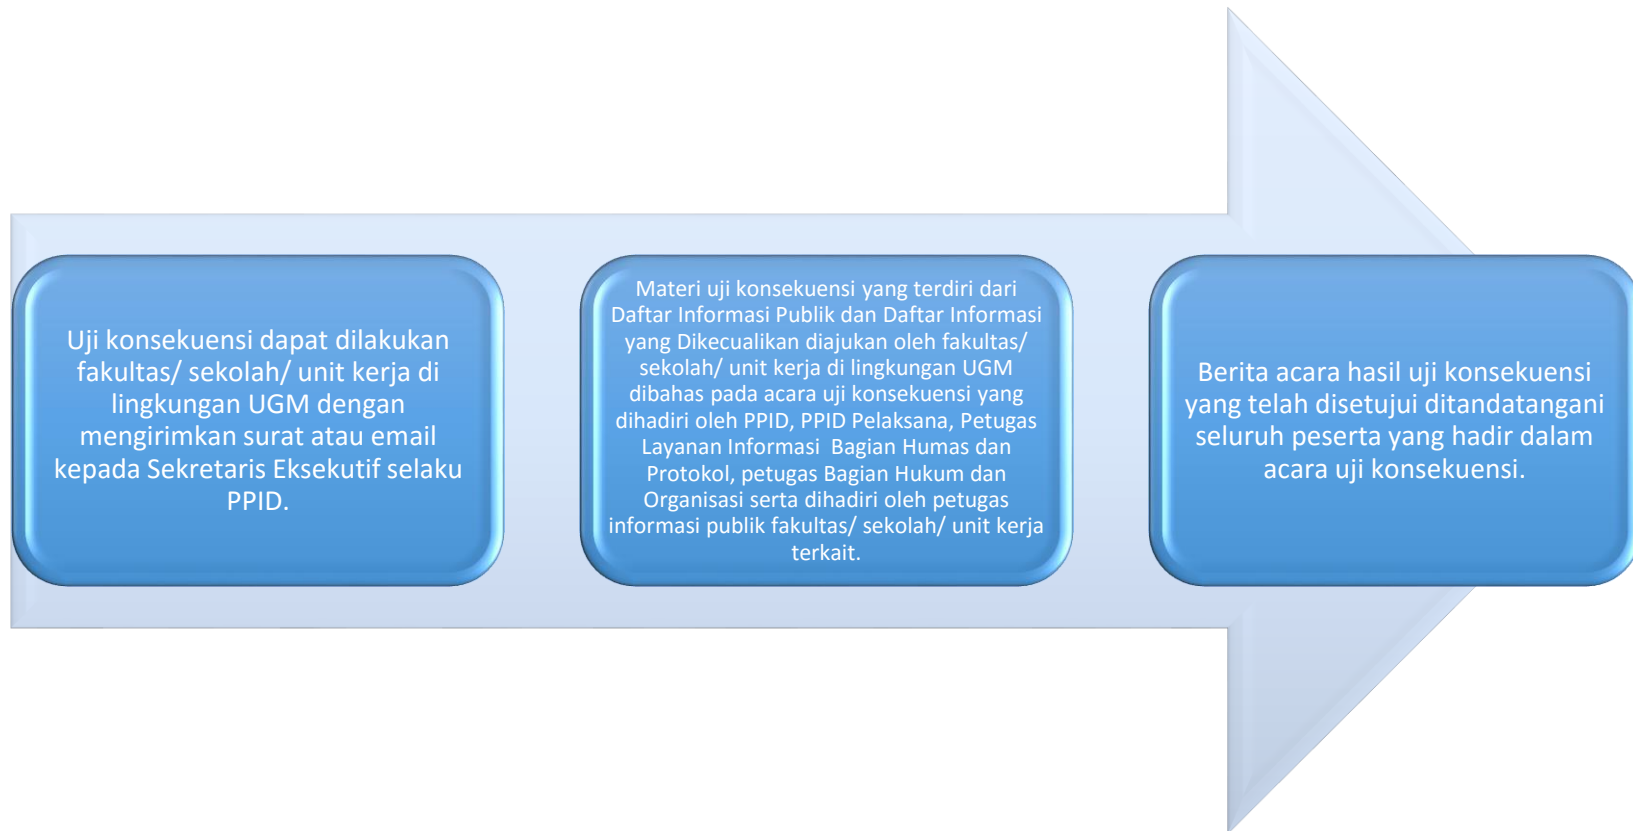 Uji konsekuensi dapat dilakukan
fakultas/ sekolah/ unit kerja di
lingkungan UGM dengan
mengirimkan surat atau email
kepada Sekretaris Eksekutif selaku
PPID.
Materi uji konsekuensi yang terdiri dari
Daftar Informasi Publik dan Daftar Informasi
yang Dikecualikan diajukan oleh fakultas/
sekolah/ unit kerja di lingkungan UGM
dibahas pada acara uji konsekuensi yang
dihadiri oleh PPID, PPID Pelaksana, Petugas
Layanan Informasi  Bagian Humas dan
Protokol, petugas Bagian Hukum dan
Organisasi serta dihadiri oleh petugas
informasi publik fakultas/ sekolah/ unit kerja
terkait.
Berita acara hasil uji konsekuensi
yang telah disetujui ditandatangani
seluruh peserta yang hadir dalam
acara uji konsekuensi.